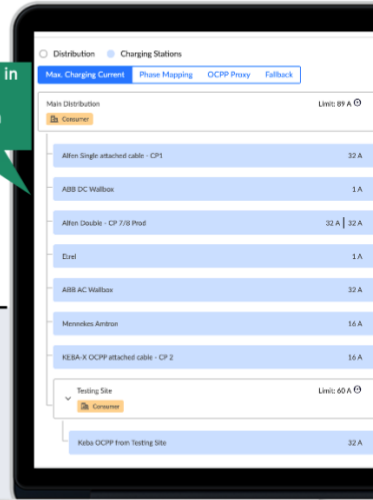 in
Distribution Charging Stations
Max. Charging Current Phase Mapping OCPP Proxy Fallback
Main Distribution Limit: 89 A
Consumer
Alfen Single attached cable - CP1 32 A
ABB DC Wallbox 1 A
Alfen Double - CP 7/8 Prod 32 A | 32 A
D:rel 1 A
ABB AC Wallbox 32 A
Mennekes Amtron 16 A
KEBA-X OCPP attached cable - CP 2 16 A
Testing Site Limit: 60 A
Consumer
Keba OCPP from Testing Site 32 A